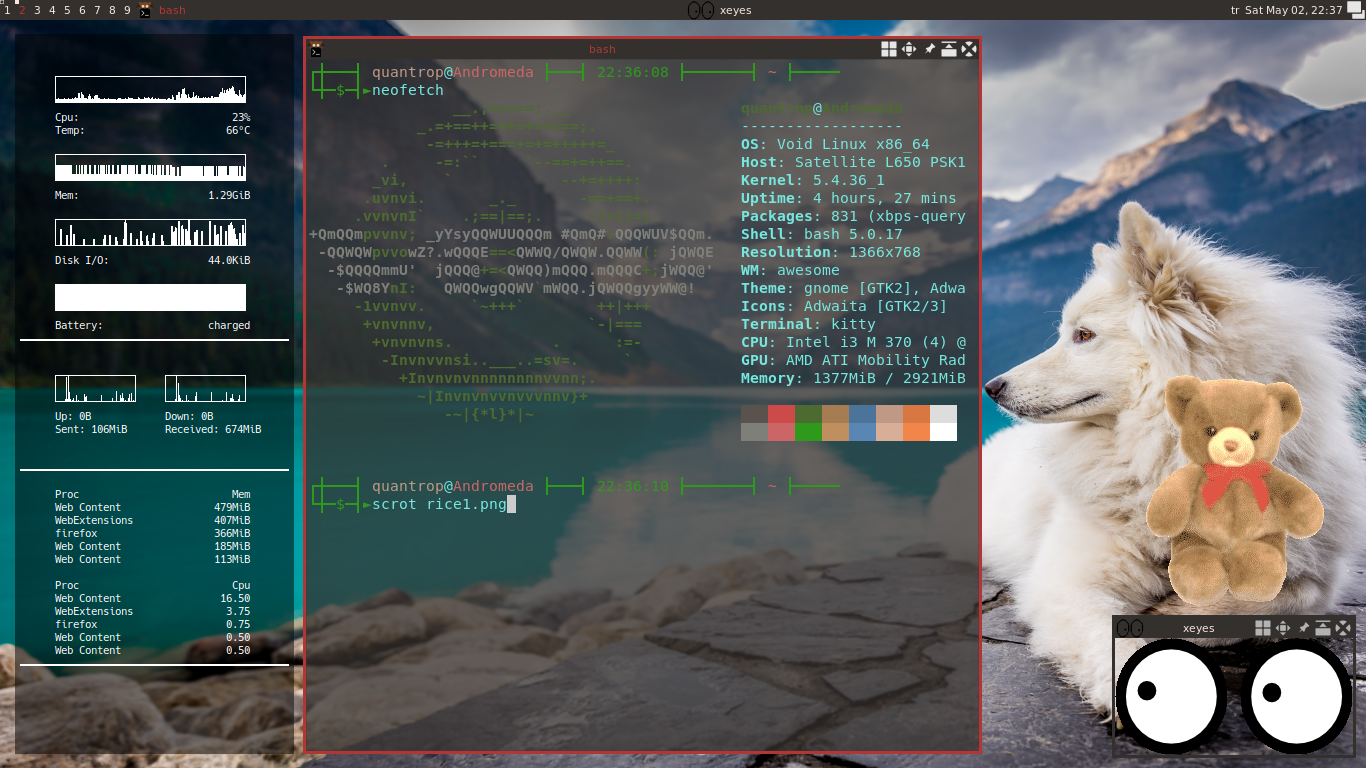 1 2 3 4 5 6 7 8 9 bash
xeyes
tr Sat May 02, 22:37
Cpu: 23%
Temp: 66°C
Mem: 1.29GiB
Disk I/O: 44.0KiB
Battery: charged
Up: 0B Down: 0B
Sent: 106MiB Received: 674MiB
Proc Mem
Web Content 479MiB
WebExtensions 407MiB
firefox 366MiB
Web Content 185MiB
Web Content 113MiB
Proc Cpu
Web Content 16.50
WebExtensions 3.75
firefox 0.75
Web Content 0.50
Web Content 0.50
bash
quantrop@Andromeda 22:36:08 ~
$ neofetch
quantrop@Andromeda
------------------
OS: Void Linux x86_64
Host: Satellite L650 PSK1
Kernel: 5.4.36_1
Uptime: 4 hours, 27 mins
Packages: 831 (xbps-query
Shell: bash 5.0.17
Resolution: 1366x768
WM: awesome
Theme: gnome [GTK2], Adwa
Icons: Adwaita [GTK2/3]
Terminal: kitty
CPU: Intel i3 M 370 (4) @
GPU: AMD ATI Mobility Rad
Memory: 1377MiB / 2921MiB
quantrop@Andromeda 22:36:10 ~
$ scrot rice1.png
xeyes